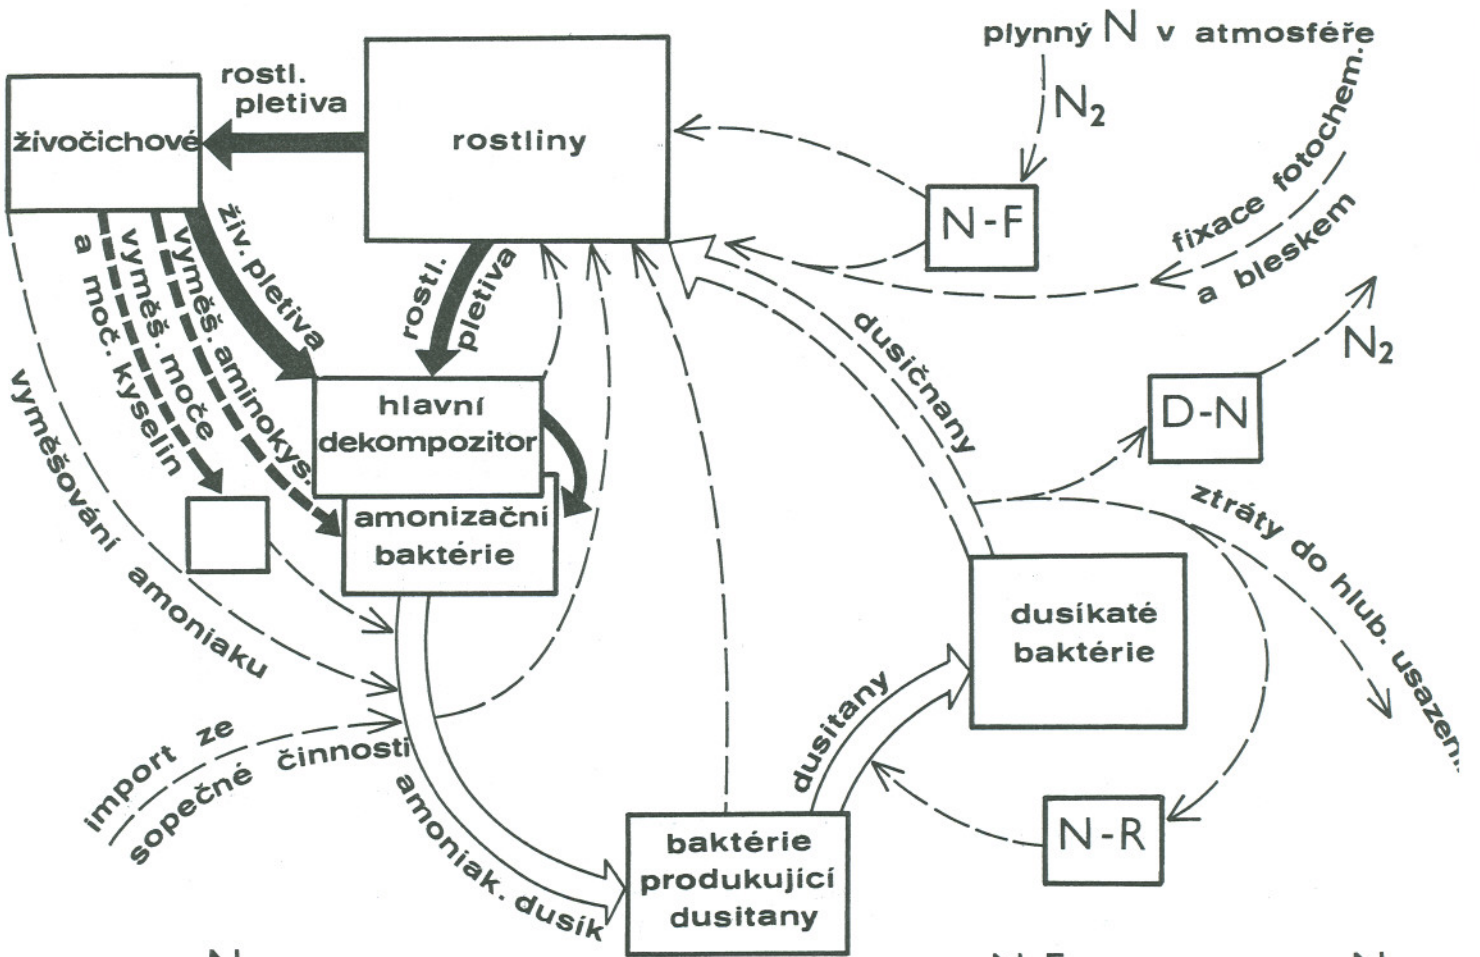 plynný N v atmosféře
N₂
fixace fotochem.
a bleskem
rostl.
pletiva
živočichové
rostliny
N-F
živ. pletiva
vyměš. aminokys.
vyměš. moče
a moč. kyselin
rostl.
pletiva
dusičnany
N₂
D-N
hlavní
dekompozitor
amonizační
baktérie
vyměšování amoniaku
ztráty do hlub. usazen.
dusíkaté
baktérie
dusitany
import ze
sopečné činnosti
amoniak. dusík
baktérie
produkující
dusitany
N-R